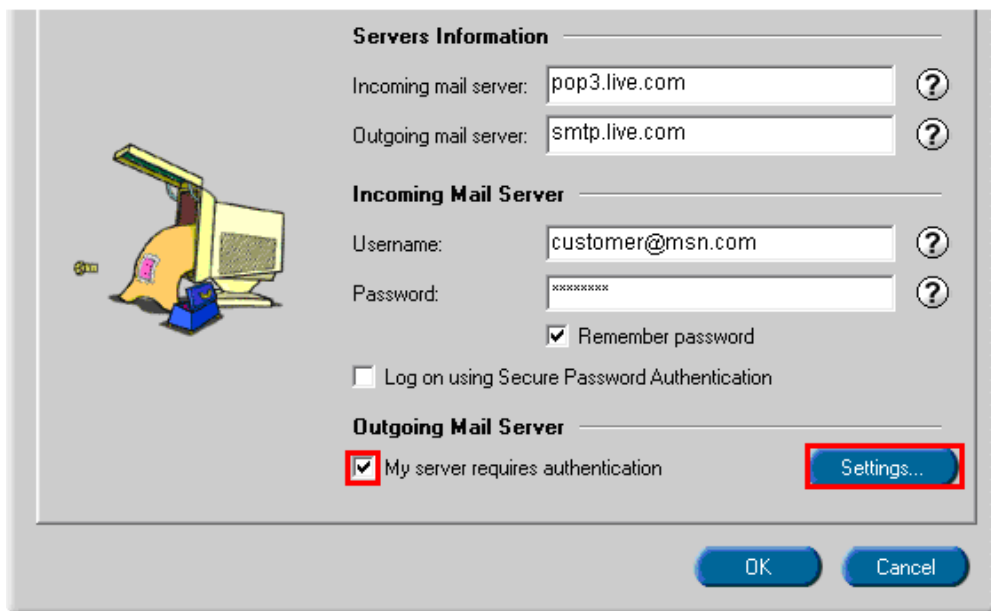 Servers Information
Incoming mail server: pop3.live.com ?
Outgoing mail server: smtp.live.com ?
Incoming Mail Server
Username: customer@msn.com ?
Password: ******** ?
Remember password
Log on using Secure Password Authentication
Outgoing Mail Server
My server requires authentication Settings...
OK Cancel